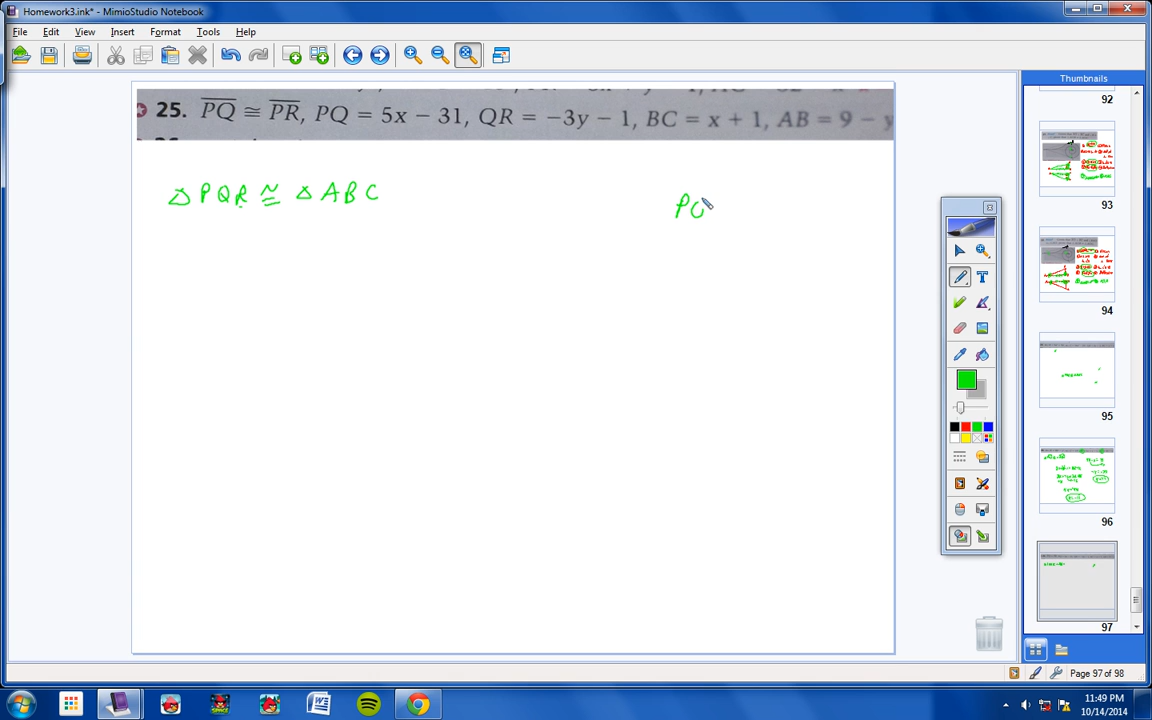 Homework3.ink* - MimioStudio Notebook
File Edit View Insert Format Tools Help
Thumbnails
25. PQ ≅ PR, PQ = 5x − 31, QR = −3y − 1, BC = x + 1, AB = 9 − y
△ P Q R ≅ △ A B C
PQ
92
93
94
95
96
97
Page 97 of 98
11:49 PM
10/14/2014